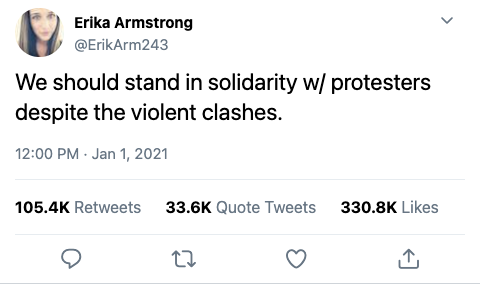 Erika Armstrong
@ErikArm243
We should stand in solidarity w/ protesters
despite the violent clashes.
12:00 PM · Jan 1, 2021
105.4K Retweets 33.6K Quote Tweets 330.8K Likes